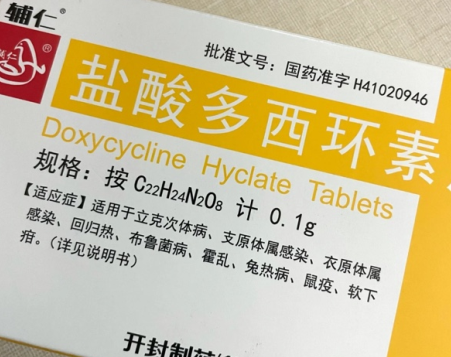 辅仁
辅仁
®
批准文号：国药准字 H41020946
盐酸多西环素
Doxycycline Hyclate Tablets
规格：按 C22H24N2O8 计 0.1g
【适应症】适用于立克次体病、支原体属感染、衣原体属
感染、回归热、布鲁菌病、霍乱、兔热病、鼠疫、软下
疳。（详见说明书）
开封制药